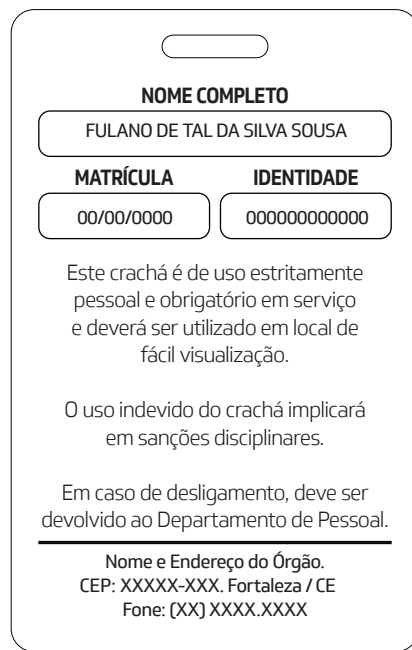 NOME COMPLETO
FULANO DE TAL DA SILVA SOUSA
MATRÍCULA IDENTIDADE
00/00/0000 000000000000
Este crachá é de uso estritamente
pessoal e obrigatório em serviço
e deverá ser utilizado em local de
fácil visualização.
O uso indevido do crachá implicará
em sanções disciplinares.
Em caso de desligamento, deve ser
devolvido ao Departamento de Pessoal.
Nome e Endereço do Órgão.
CEP: XXXXX-XXX. Fortaleza / CE
Fone: (XX) XXXX.XXXX